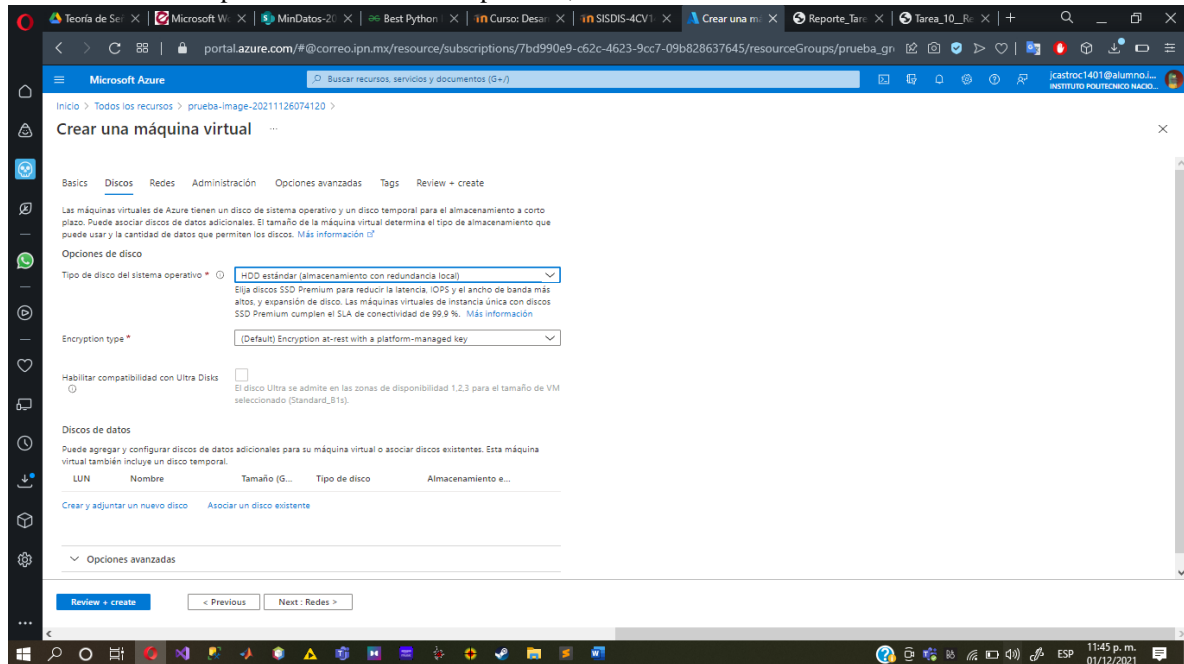 Teoría de Señ
Microsoft Wo
MinDatos-20
Best Python
Curso: Desar
SISDIS-4CV1
Crear una má
Reporte_Tare
Tarea_10__Re
portal.azure.com/#@correo.ipn.mx/resource/subscriptions/7bd990e9-c62c-4623-9cc7-09b828637645/resourceGroups/prueba_gr
Microsoft Azure
Buscar recursos, servicios y documentos (G+/)
jcastroc1401@alumno.i...
INSTITUTO POLITECNICO NACIO...
Inicio > Todos los recursos > prueba-image-20211126074120 >
Crear una máquina virtual ...
Basics Discos Redes Administración Opciones avanzadas Tags Review + create
Las máquinas virtuales de Azure tienen un disco de sistema operativo y un disco temporal para el almacenamiento a corto
plazo. Puede asociar discos de datos adicionales. El tamaño de la máquina virtual determina el tipo de almacenamiento que
puede usar y la cantidad de datos que permiten los discos. Más información
Opciones de disco
Tipo de disco del sistema operativo *
HDD estándar (almacenamiento con redundancia local)
Elija discos SSD Premium para reducir la latencia, IOPS y el ancho de banda más
altos, y expansión de disco. Las máquinas virtuales de instancia única con discos
SSD Premium cumplen el SLA de conectividad de 99,9 %. Más información
Encryption type *
(Default) Encryption at-rest with a platform-managed key
Habilitar compatibilidad con Ultra Disks
El disco Ultra se admite en las zonas de disponibilidad 1,2,3 para el tamaño de VM
seleccionado (Standard_B1s).
Discos de datos
Puede agregar y configurar discos de datos adicionales para su máquina virtual o asociar discos existentes. Esta máquina
virtual también incluye un disco temporal.
LUN Nombre Tamaño (G... Tipo de disco Almacenamiento e...
Crear y adjuntar un nuevo disco Asociar un disco existente
Opciones avanzadas
Review + create
< Previous
Next : Redes >
ESP
11:45 p. m.
01/12/2021